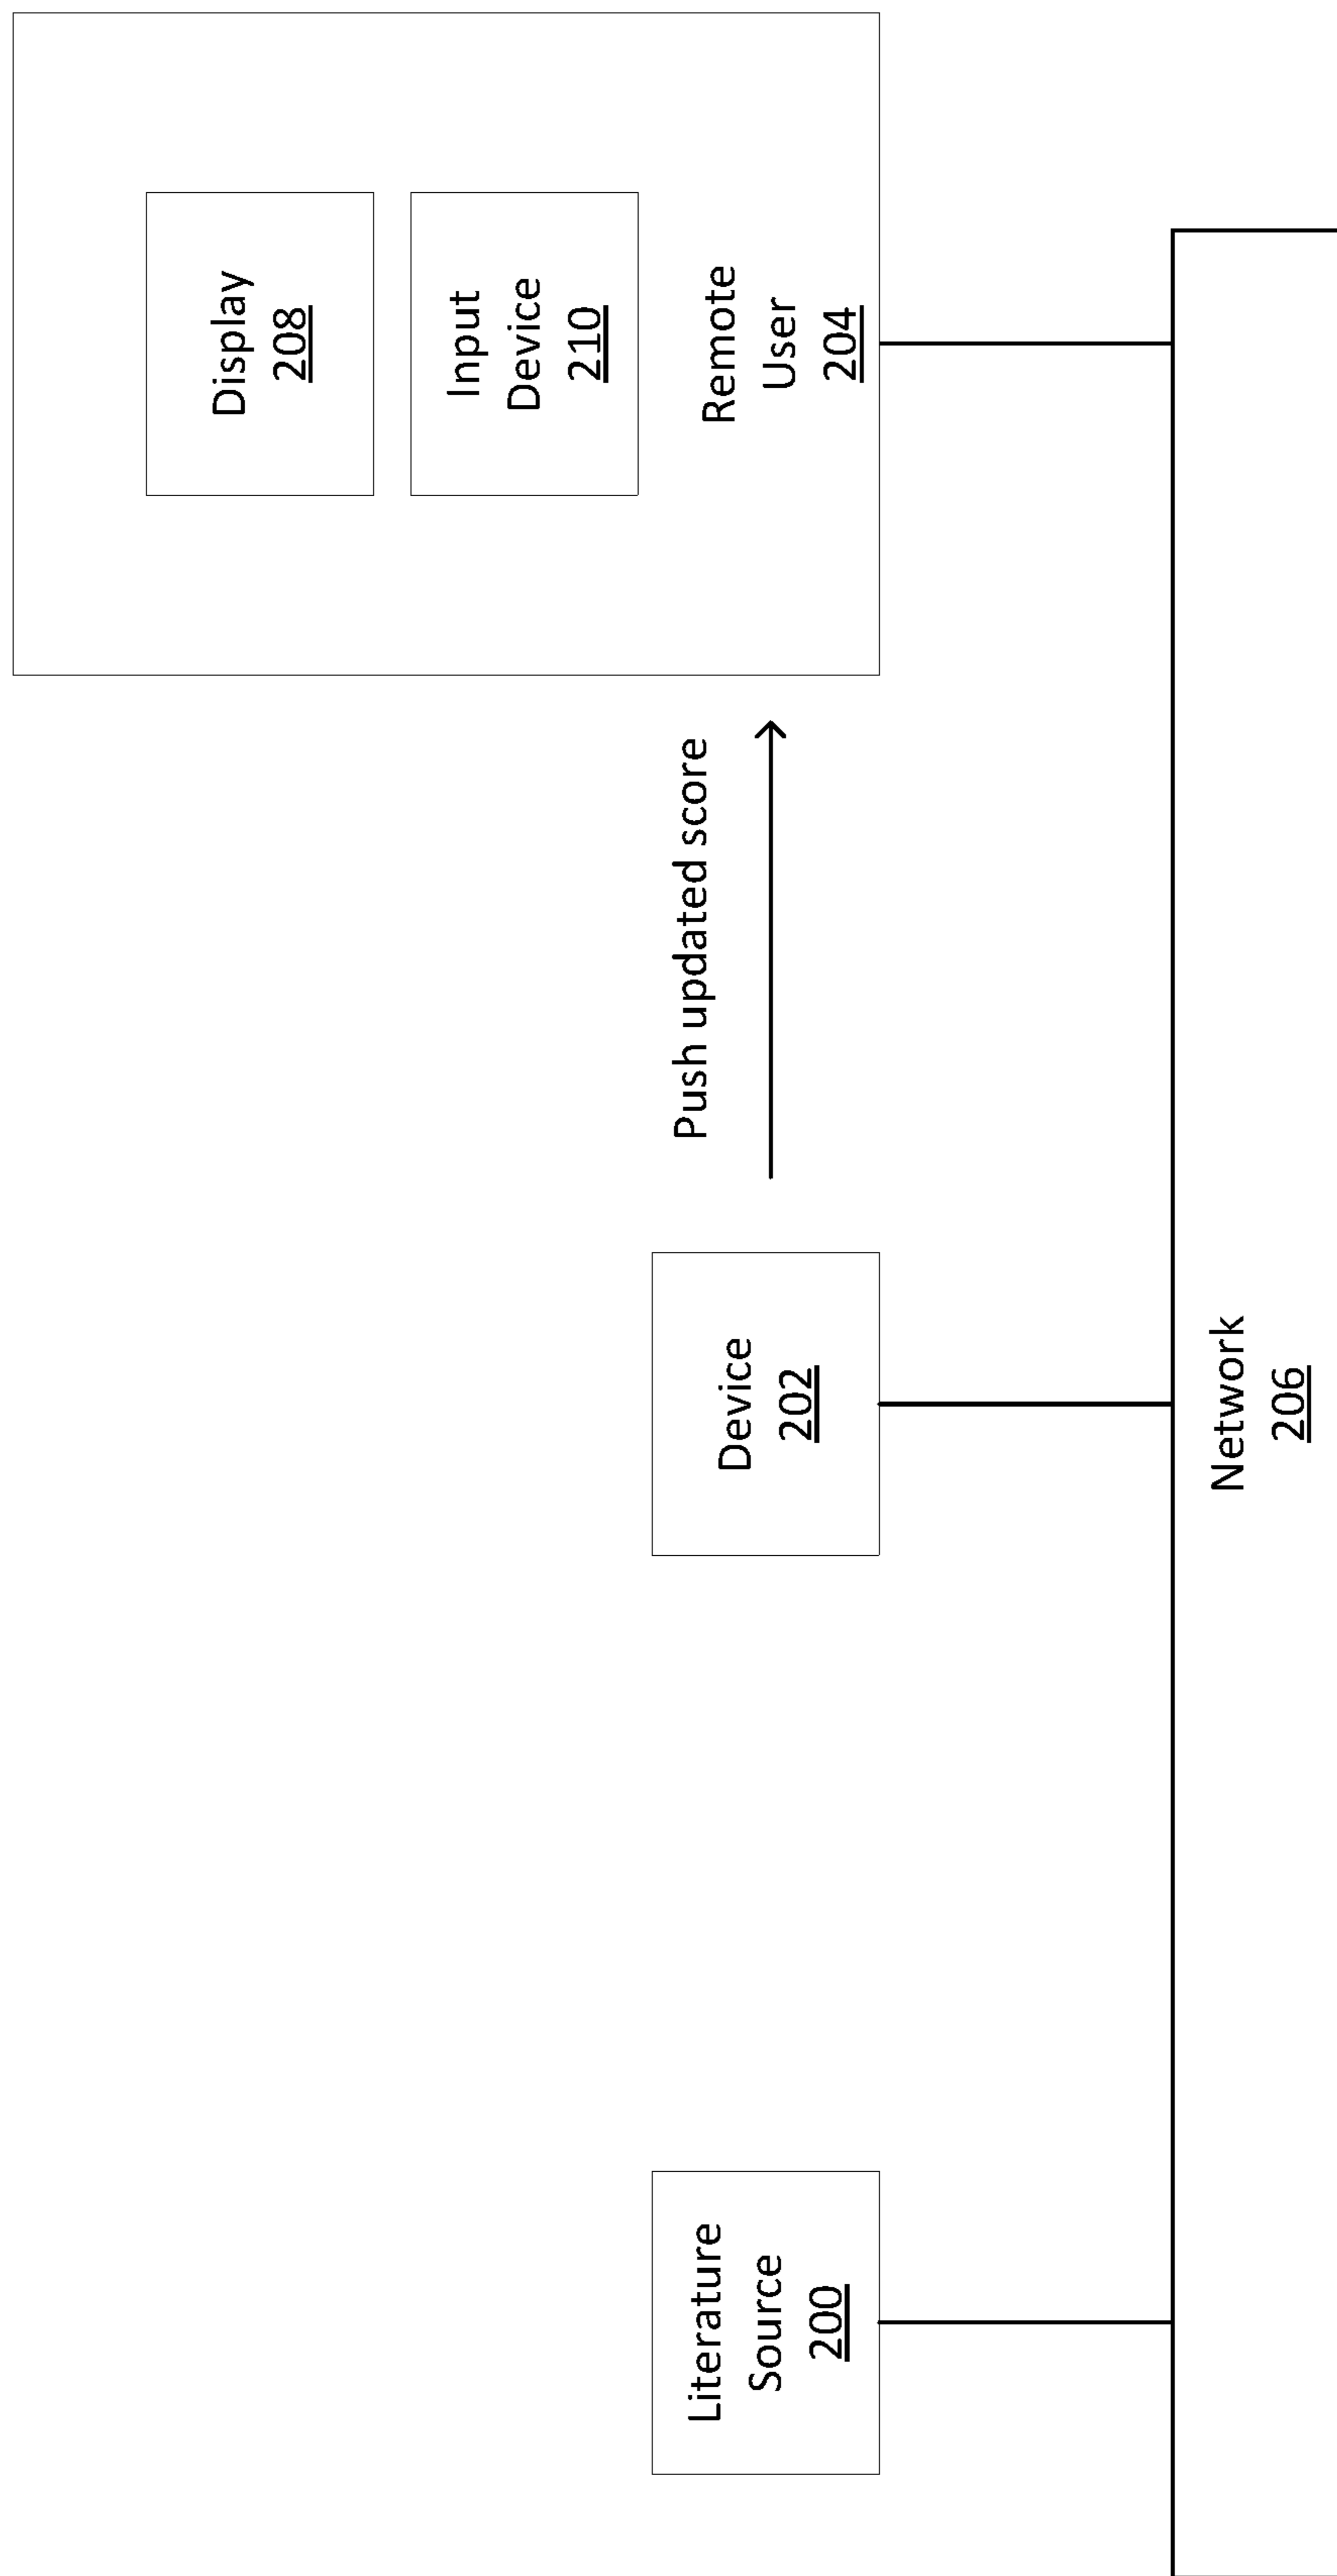 Display
208
Input
Device
210
Remote
User
204
Push updated score
Device
202
Literature
Source
200
Network
206